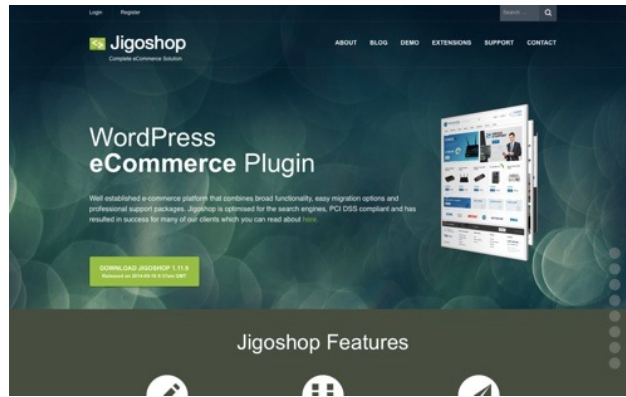 Login Register
Search ...
Jigoshop
Complete eCommerce Solution
ABOUT BLOG DEMO EXTENSIONS SUPPORT CONTACT
WordPress
eCommerce Plugin
Well established e-commerce platform that combines broad functionality, easy migration options and
professional support packages. Jigoshop is optimised for the search engines, PCI DSS compliant and has
resulted in success for many of our clients which you can read about here.
DOWNLOAD JIGOSHOP 1.11.9
Jigoshop Features